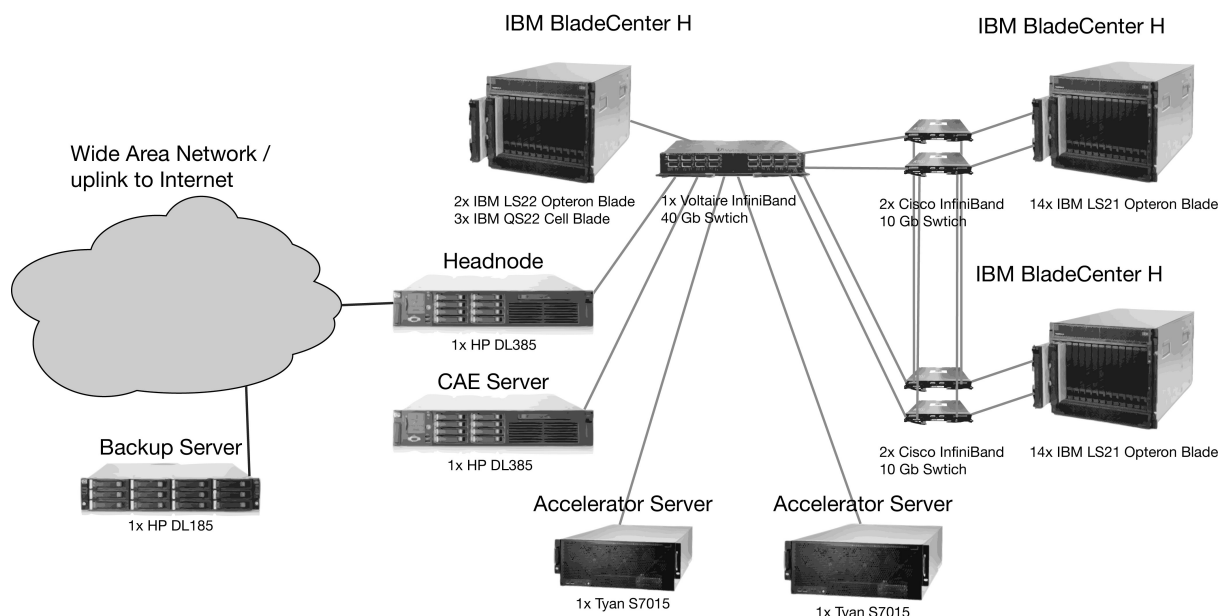 IBM BladeCenter H
IBM BladeCenter H
Wide Area Network /
uplink to Internet
2x IBM LS22 Opteron Blade
3x IBM QS22 Cell Blade
1x Voltaire InfiniBand
40 Gb Swtich
2x Cisco InfiniBand
10 Gb Swtich
14x IBM LS21 Opteron Blade
Headnode
1x HP DL385
IBM BladeCenter H
CAE Server
1x HP DL385
2x Cisco InfiniBand
10 Gb Swtich
14x IBM LS21 Opteron Blade
Backup Server
1x HP DL185
Accelerator Server
1x Tyan S7015
Accelerator Server
1x Tyan S7015